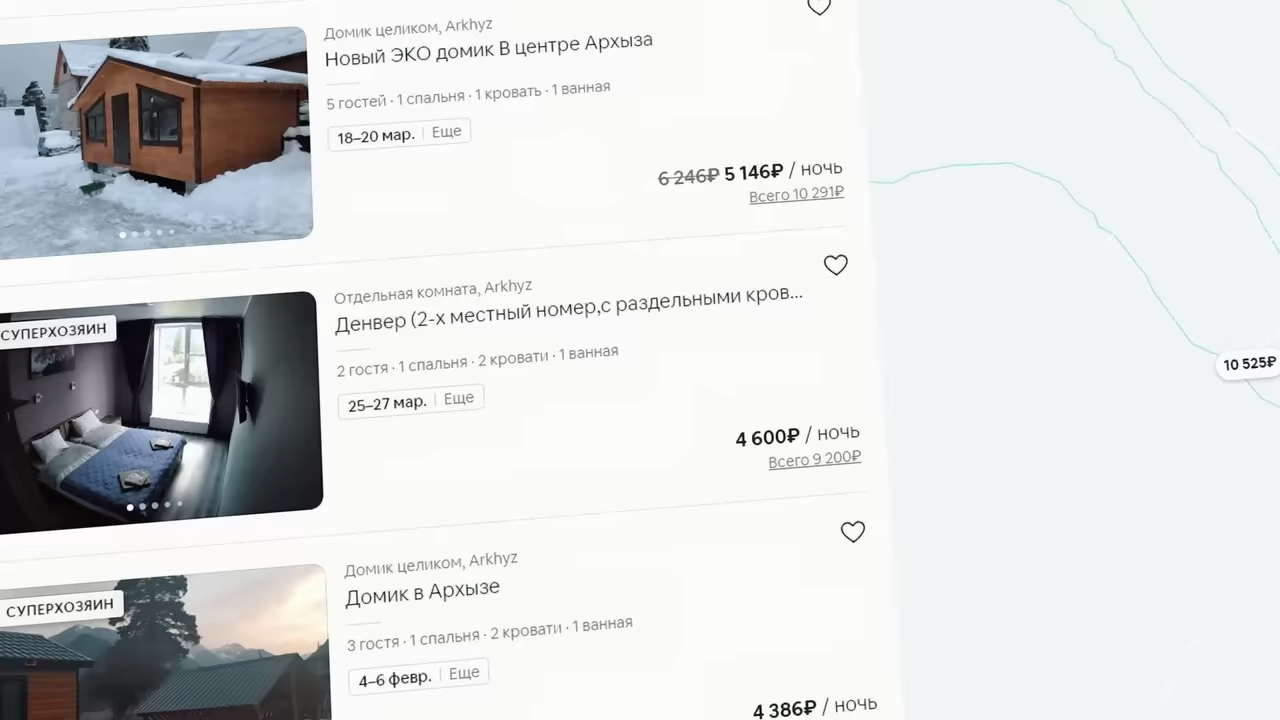 Домик целиком, Arkhyz
Новый ЭКО домик В центре Архыза
5 гостей · 1 спальня · 1 кровать · 1 ванная
18–20 мар. Еще
6 246₽ 5 146₽ / ночь
Всего 10 291₽
СУПЕРХОЗЯИН
Отдельная комната, Arkhyz
Денвер (2-х местный номер,с раздельными кров...
2 гостя · 1 спальня · 2 кровати · 1 ванная
25–27 мар. Еще
4 600₽ / ночь
Всего 9 200₽
10 525₽
СУПЕРХОЗЯИН
Домик целиком, Arkhyz
Домик в Архызе
3 гостя · 1 спальня · 2 кровати · 1 ванная
4–6 февр. Еще
4 386₽ / ночь